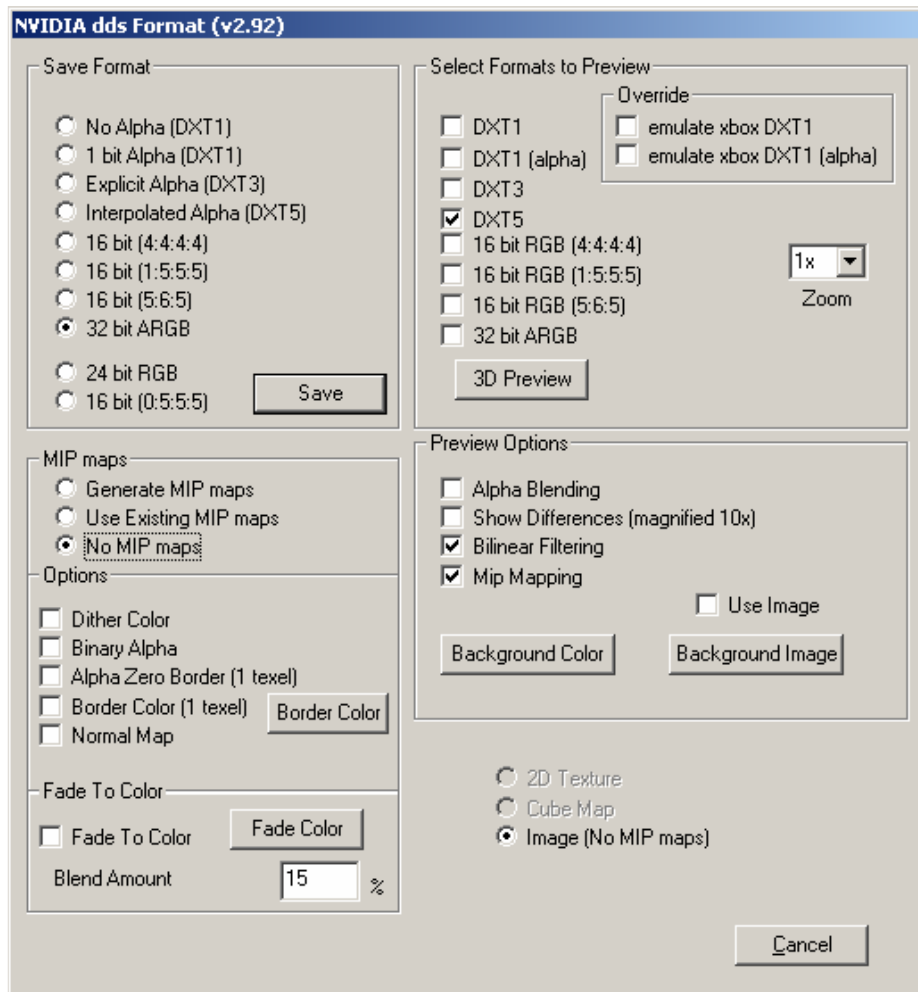 NVIDIA dds Format (v2.92)
Save Format
No Alpha (DXT1)
1 bit Alpha (DXT1)
Explicit Alpha (DXT3)
Interpolated Alpha (DXT5)
16 bit (4:4:4:4)
16 bit (1:5:5:5)
16 bit (5:6:5)
32 bit ARGB
24 bit RGB
16 bit (0:5:5:5)
Save
Select Formats to Preview
Override
emulate xbox DXT1
emulate xbox DXT1 (alpha)
DXT1
DXT1 (alpha)
DXT3
DXT5
16 bit RGB (4:4:4:4)
16 bit RGB (1:5:5:5)
16 bit RGB (5:6:5)
32 bit ARGB
1x
Zoom
3D Preview
MIP maps
Generate MIP maps
Use Existing MIP maps
No MIP maps
Options
Dither Color
Binary Alpha
Alpha Zero Border (1 texel)
Border Color (1 texel)
Border Color
Normal Map
Fade To Color
Fade To Color
Fade Color
Blend Amount
15
%
Preview Options
Alpha Blending
Show Differences (magnified 10x)
Bilinear Filtering
Mip Mapping
Use Image
Background Color
Background Image
2D Texture
Cube Map
Image (No MIP maps)
Cancel